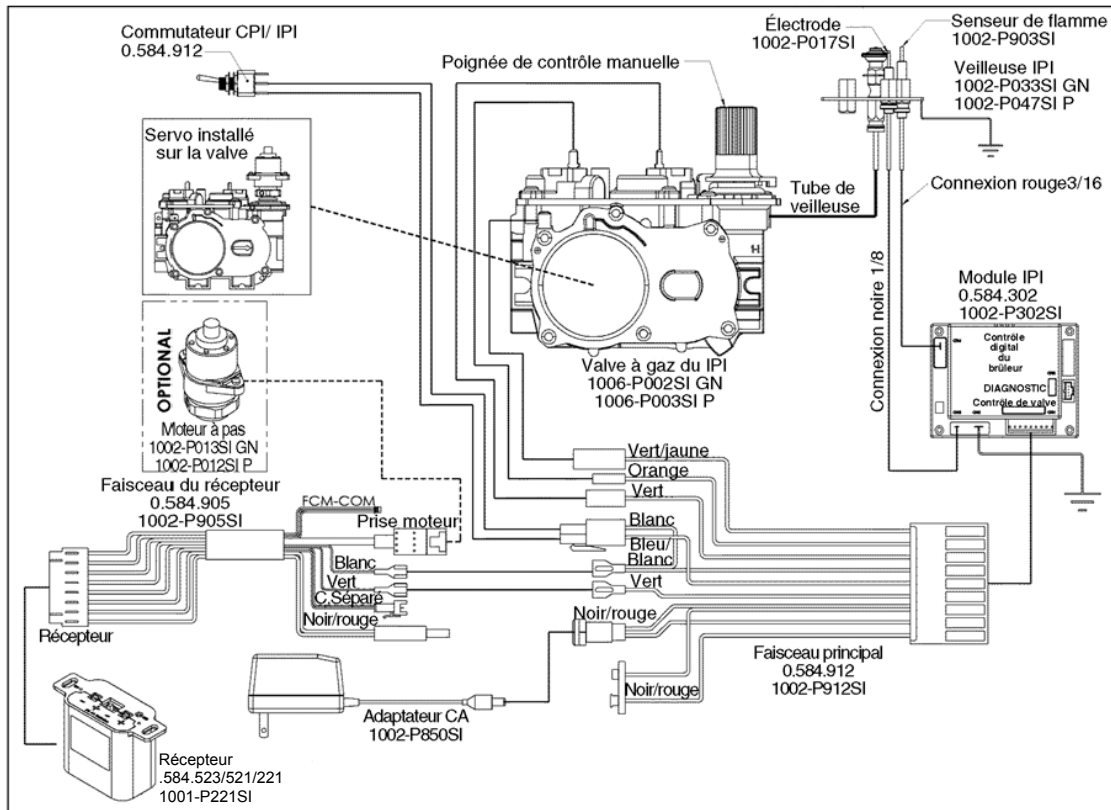 Commutateur CPI/ IPI
0.584.912
Poignée de contrôle manuelle
Électrode
1002-P017SI
Senseur de flamme
1002-P903SI
Veilleuse IPI
1002-P033SI GN
1002-P047SI P
Servo installé
sur la valve
Tube de
veilleuse
Connexion rouge3/16
Connexion noire 1/8
Module IPI
0.584.302
1002-P302SI
Contrôle
digital
du
brûleur
DIAGNOSTIC
Contrôle de valve
Valve à gaz du IPI
1006-P002SI GN
1006-P003SI P
OPTIONAL
Moteur à pas
1002-P013SI GN
1002-P012SI P
Faisceau du récepteur
0.584.905
1002-P905SI
FCM-COM
Prise moteur
Blanc
Vert
C.Séparé
Noir/rouge
Récepteur
Vert/jaune
Orange
Vert
Blanc
Bleu/
Blanc
Vert
Noir/rouge
Noir/rouge
Faisceau principal
0.584.912
1002-P912SI
Adaptateur CA
1002-P850SI
Récepteur
.584.523/521/221
1001-P221SI